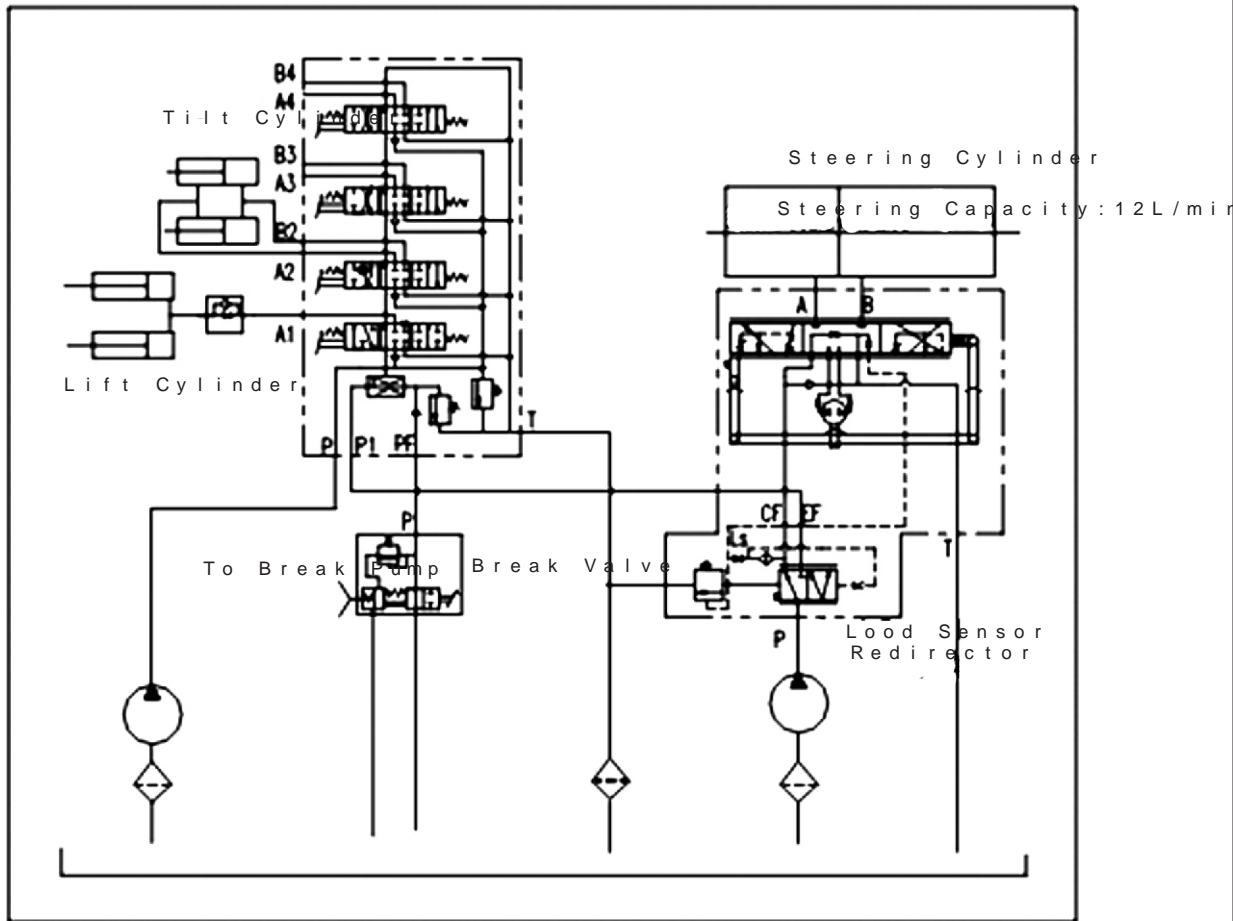 B4
A4
Tilt Cylinder
B3
A3
B2
A2
A1
Lift Cylinder
P
P1
PF
T
Steering Cylinder
Steering Capacity:12L/min
A
B
CF
EF
Ls
T
P
To Break Pump
Break Valve
P
Lood Sensor
Redirector